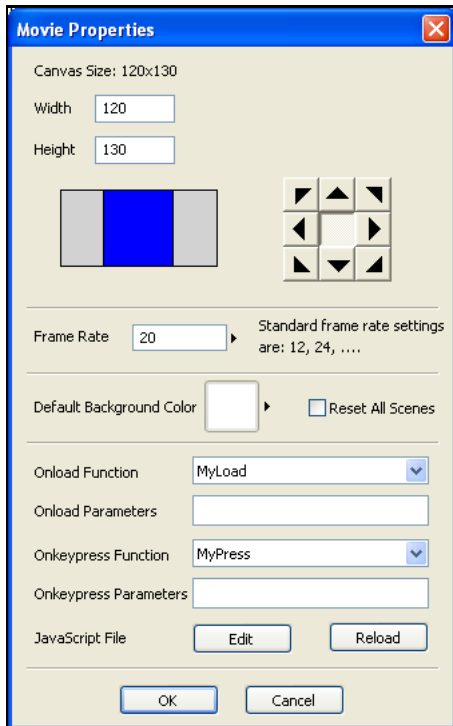 Movie Properties
Canvas Size: 120x130
Width 120
Height 130
Frame Rate 20
Standard frame rate settings
are: 12, 24, ....
Default Background Color
Reset All Scenes
Onload Function MyLoad
Onload Parameters
Onkeypress Function MyPress
Onkeypress Parameters
JavaScript File Edit Reload
OK Cancel